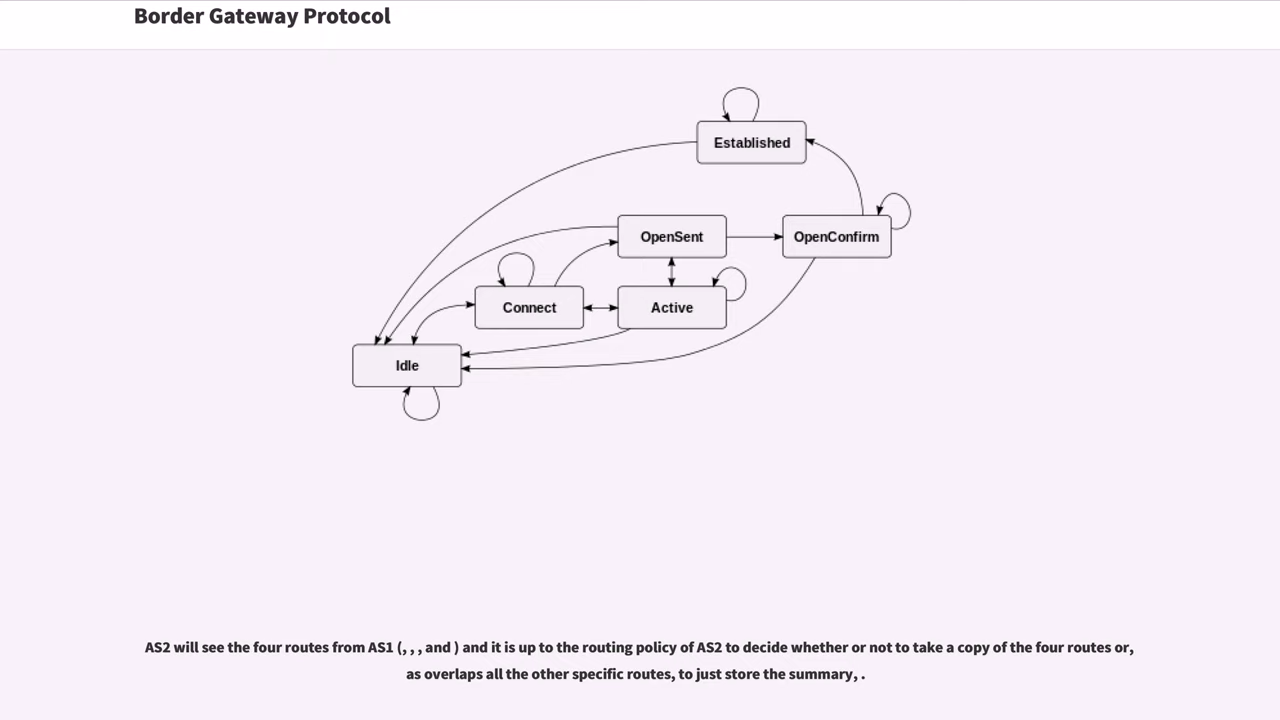 Border Gateway Protocol
Established
OpenSent
OpenConfirm
Connect
Active
Idle
AS2 will see the four routes from AS1 (, , , and ) and it is up to the routing policy of AS2 to decide whether or not to take a copy of the four routes or,
as overlaps all the other specific routes, to just store the summary, .